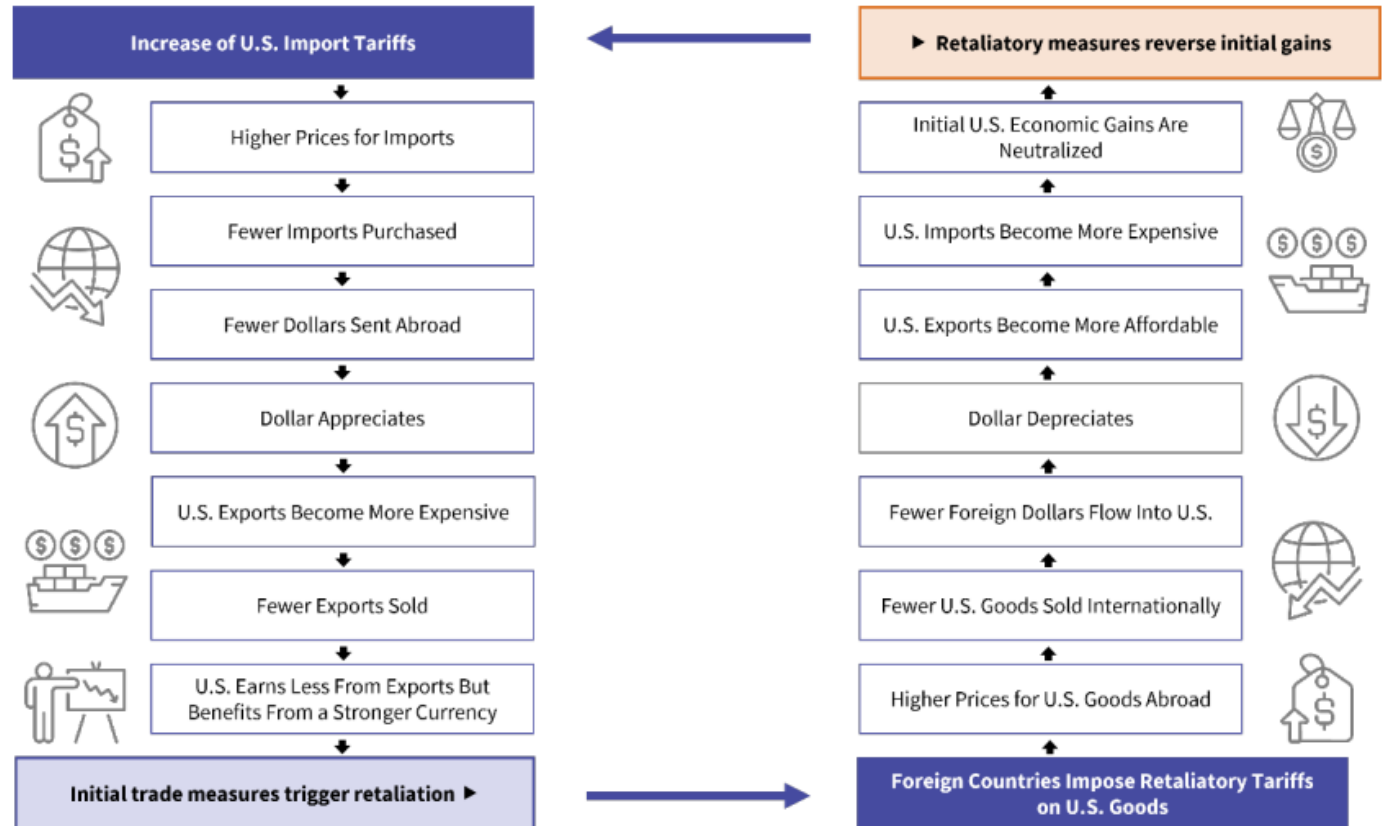 Increase of U.S. Import Tariffs
Higher Prices for Imports
Fewer Imports Purchased
Fewer Dollars Sent Abroad
Dollar Appreciates
U.S. Exports Become More Expensive
Fewer Exports Sold
U.S. Earns Less From Exports But
Benefits From a Stronger Currency
Initial trade measures trigger retaliation ▶
Foreign Countries Impose Retaliatory Tariffs
on U.S. Goods
Higher Prices for U.S. Goods Abroad
Fewer U.S. Goods Sold Internationally
Fewer Foreign Dollars Flow Into U.S.
Dollar Depreciates
U.S. Exports Become More Affordable
U.S. Imports Become More Expensive
Initial U.S. Economic Gains Are
Neutralized
▶ Retaliatory measures reverse initial gains